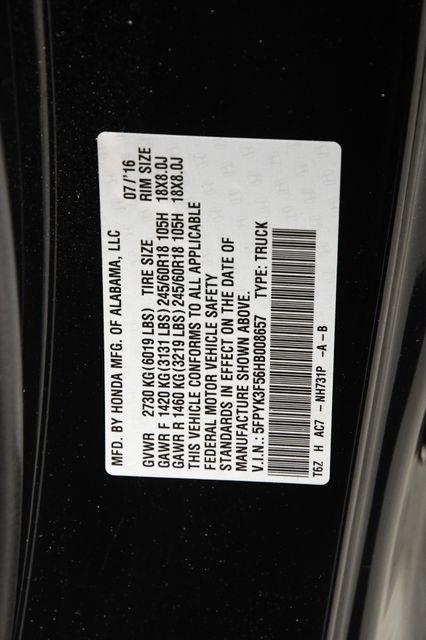 MFD. BY HONDA MFG. OF ALABAMA, LLC 07/'16
GVWR 2730 KG(6019 LBS) TIRE SIZE RIM SIZE
GAWR F 1420 KG(3131 LBS) 245/60R18 105H 18X8.0J
GAWR R 1460 KG(3219 LBS) 245/60R18 105H 18X8.0J
THIS VEHICLE CONFORMS TO ALL APPLICABLE
FEDERAL MOTOR VEHICLE SAFETY
STANDARDS IN EFFECT ON THE DATE OF
MANUFACTURE SHOWN ABOVE.
V.I.N.: 5FPYK3F56HB008657 TYPE: TRUCK
T6Z H AC7 - NH731P -A - B